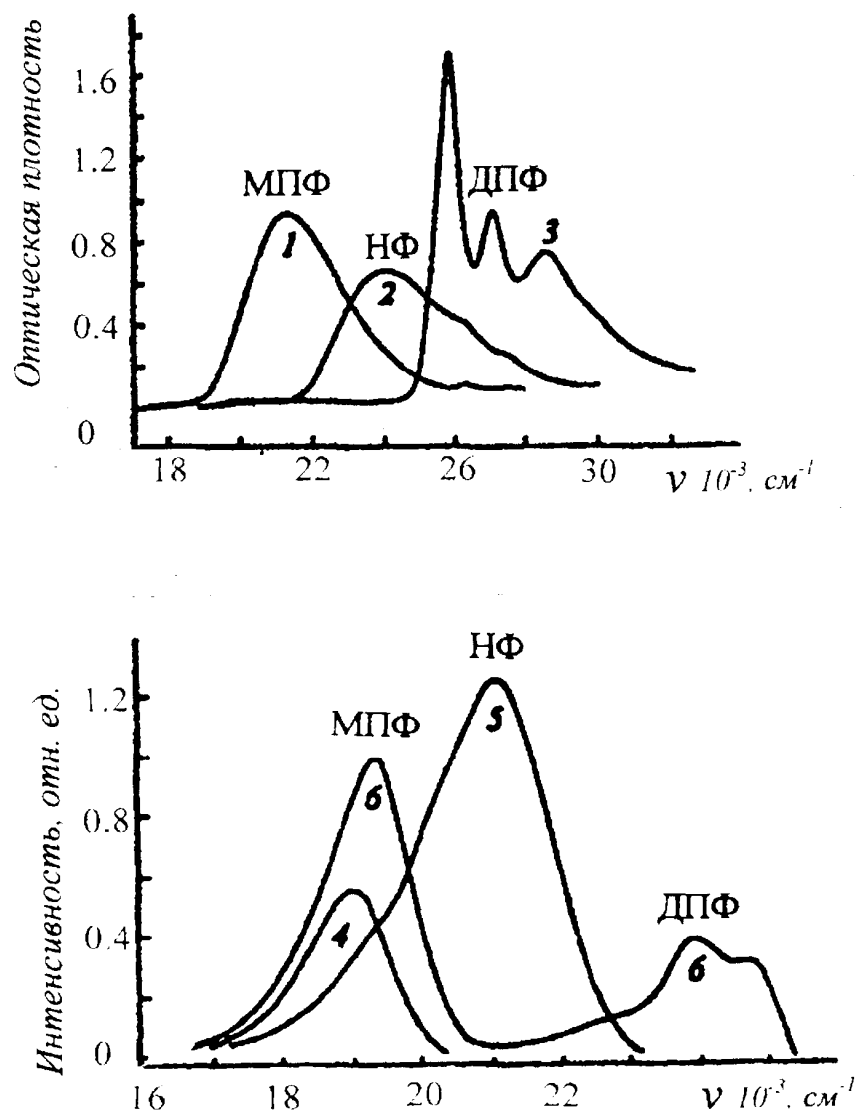 Оптическая плотность
1.6
1.2
0.8
0.4
0
МПФ
НФ
ДПФ
1
2
3
18
22
26
30
ν 10⁻³, см⁻¹
Интенсивность, отн. ед.
1.2
0.8
0.4
0
НФ
МПФ
ДПФ
5
6
4
6
16
18
20
22
ν 10⁻³, см⁻¹